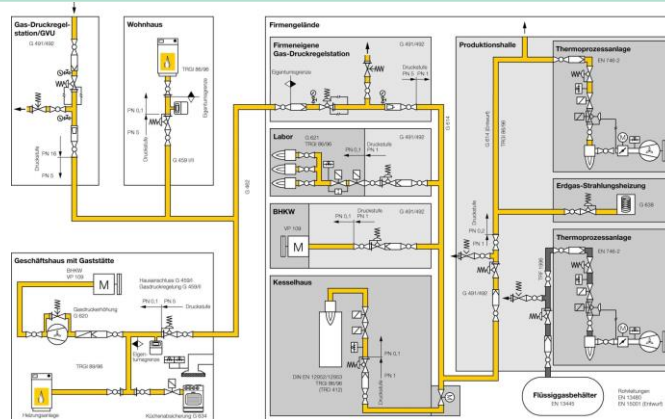 Gas-Druckregel-
station/GVU
G 491/492
PN 16
Druckstufe
PN 5
Wohnhaus
TRGI 86/96
Eigentumsgrenze
PN 0,1
PN 5
Druckstufe
G 459 I/II
G 462
Firmengelände
Firmeneigene
Gas-Druckregelstation
G 491/492
Eigentumsgrenze
Druckstufe
PN 5 PN 1
G 614
Labor
G 621
TRGI 86/96
G 491/492
PN 0,1
Druckstufe
PN 1
BHKW
VP 109
M
PN 0,1
Druckstufe
PN 1
G 491/492
Kesselhaus
DIN EN 12952/12953
TRGI 86/96
(TRD 412)
PN 0,1
PN 1
Druckstufe
M
Produktionshalle
G 614 (Entwurf)
TRGI 86/96
Druckstufe
PN 0,2
PN 1
G 491/492
Thermoprozessanlage
EN 746-2
M
Erdgas-Strahlungsheizung
G 638
Thermoprozessanlage
EN 746-2
M
TRF 1996
Flüssiggasbehälter
EN 13445
Rohrleitungen
EN 13480
EN 15001 (Entwurf)
Geschäftshaus mit Gaststätte
BHKW
VP 109
M
Gasdruckerhöhung
G 620
Hausanschluss G 459/I
Gasdruckregelung G 459/II
PN 0,1 PN 5
Druckstufe
Eigen-
tumsgrenze
TRGI 86/96
Heizungsanlage
Küchenabsicherung G 634